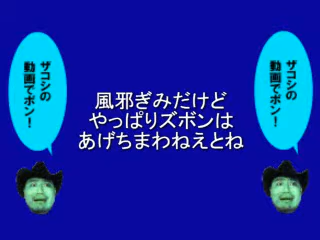 ザコシの
動画でボン！
風邪ぎみだけど
やっぱりズボンは
あげちまわねえとね
ザコシの
動画でボン！